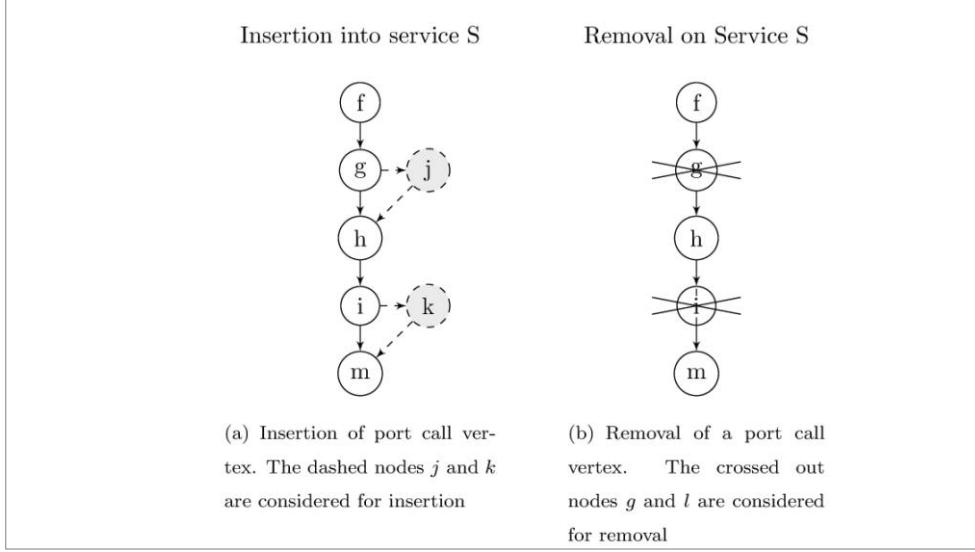 Insertion into service S
Removal on Service S
f
g
j
h
i
k
m
f
g
h
i
m
(a) Insertion of port call ver-
tex. The dashed nodes j and k
are considered for insertion
(b) Removal of a port call
vertex. The crossed out
nodes g and l are considered
for removal